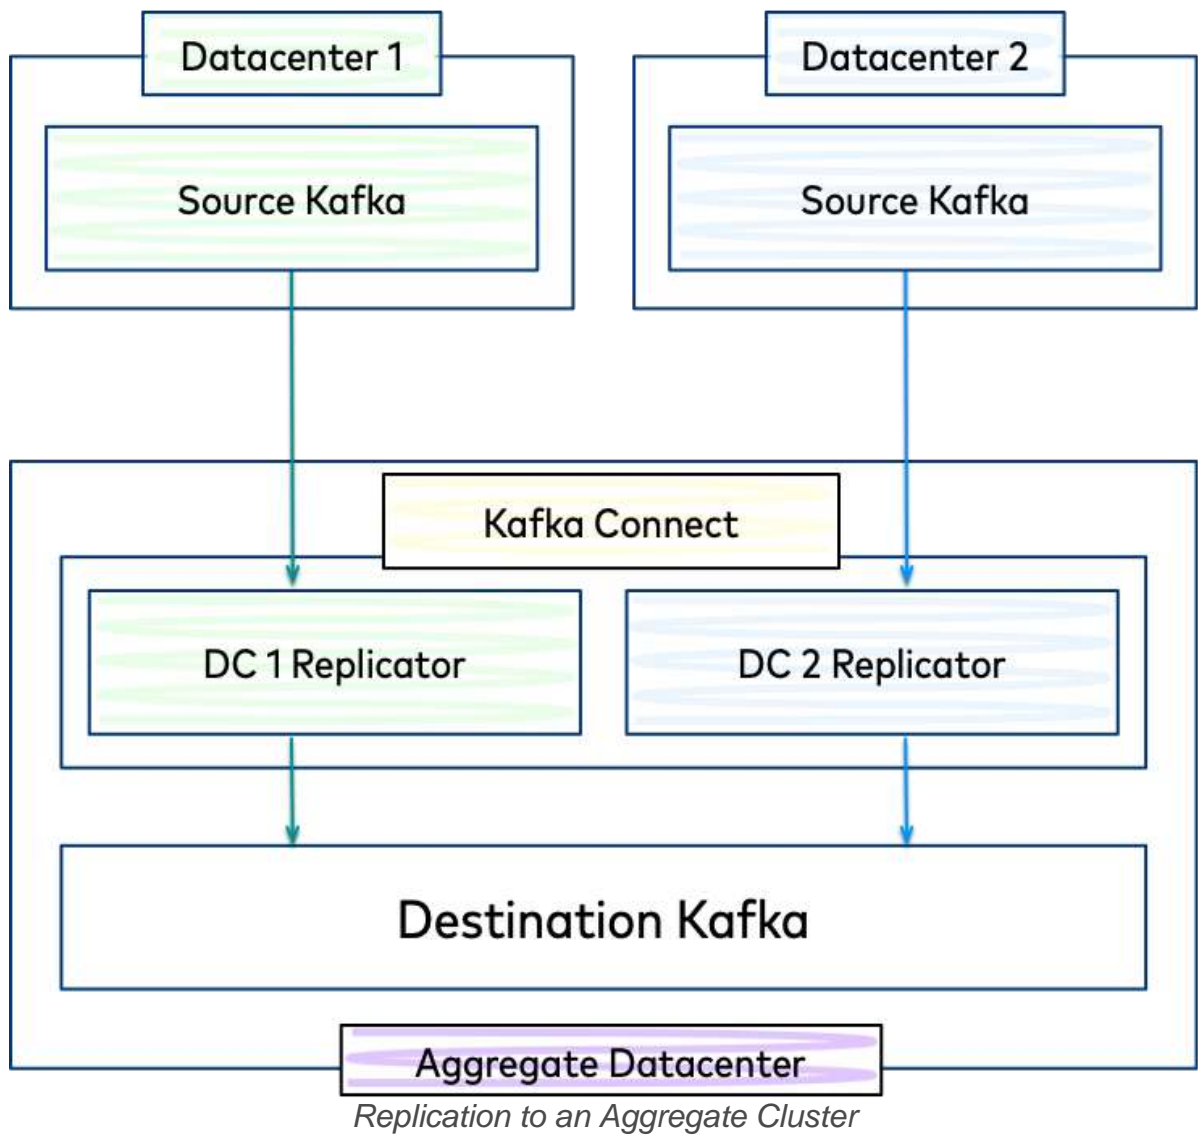 Datacenter 1
Datacenter 2
Source Kafka
Source Kafka
Kafka Connect
DC 1 Replicator
DC 2 Replicator
Destination Kafka
Aggregate Datacenter
Replication to an Aggregate Cluster